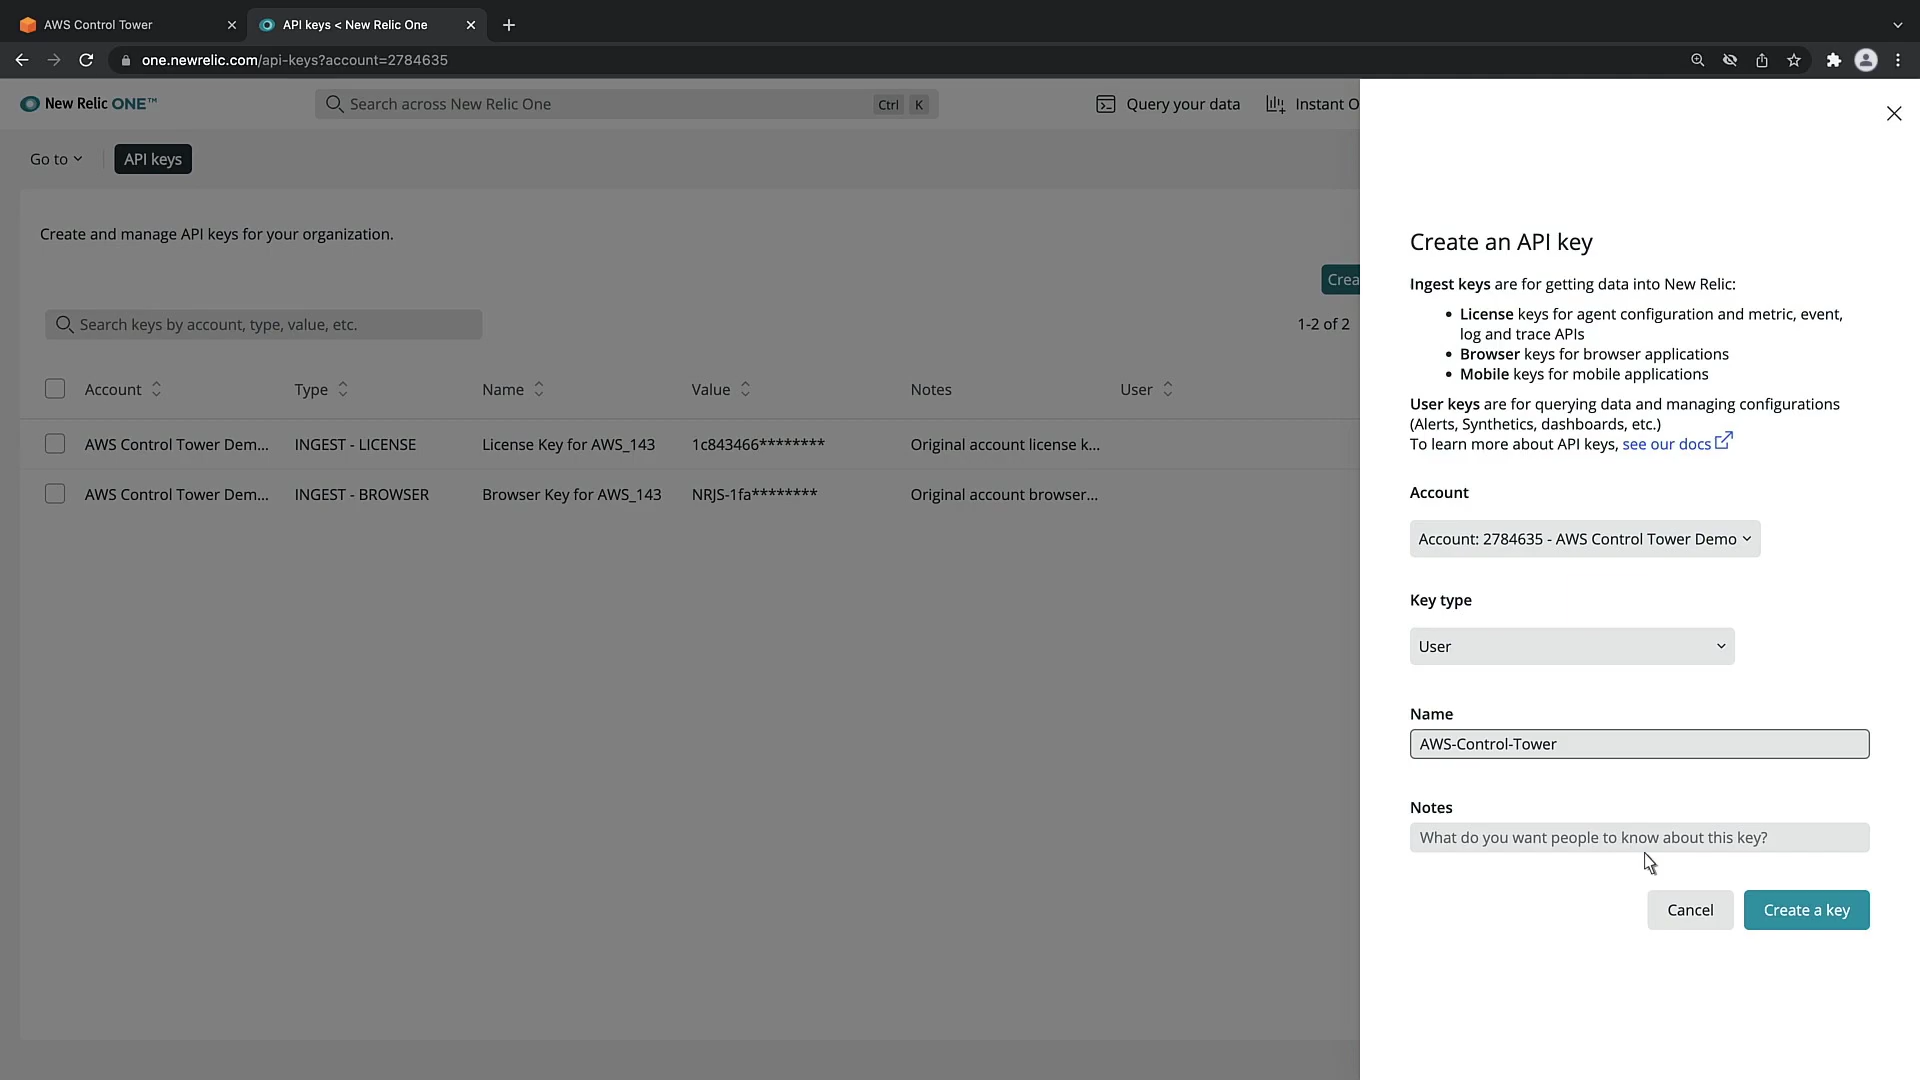 AWS Control Tower
API keys < New Relic One
one.newrelic.com/api-keys?account=2784635
New Relic ONE™
Search across New Relic One
Ctrl K
Query your data
Instant O
Go to
API keys
Create and manage API keys for your organization.
Crea
Search keys by account, type, value, etc.
1-2 of 2
Account Type Name Value Notes User
AWS Control Tower Dem... INGEST - LICENSE License Key for AWS_143 1c843466******** Original account license k...
AWS Control Tower Dem... INGEST - BROWSER Browser Key for AWS_143 NRJS-1fa******** Original account browser...
Create an API key
Ingest keys are for getting data into New Relic:
• License keys for agent configuration and metric, event,
log and trace APIs
• Browser keys for browser applications
• Mobile keys for mobile applications
User keys are for querying data and managing configurations
(Alerts, Synthetics, dashboards, etc.)
To learn more about API keys, see our docs
Account
Account: 2784635 - AWS Control Tower Demo
Key type
User
Name
AWS-Control-Tower
Notes
What do you want people to know about this key?
Cancel
Create a key